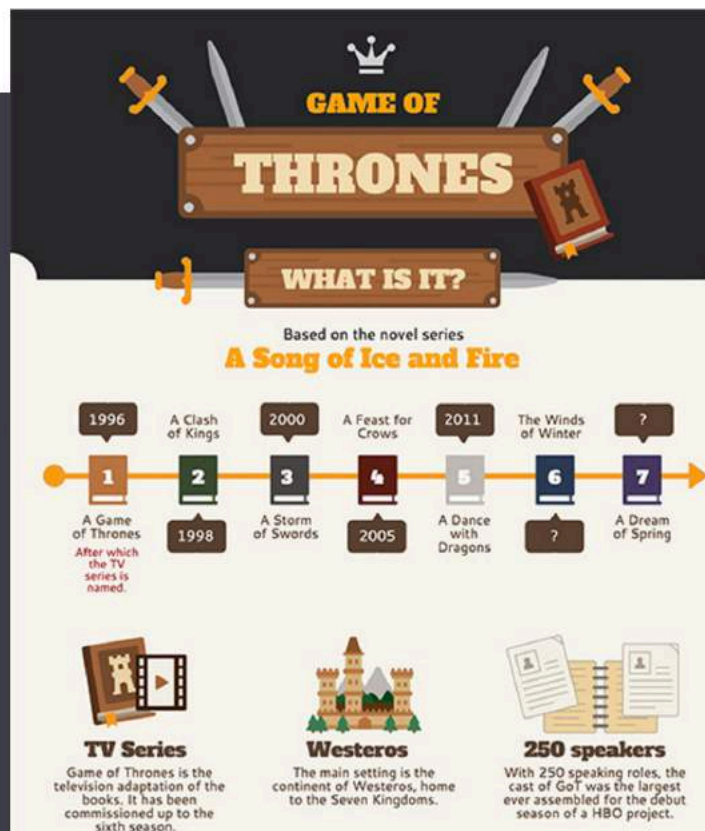 GAME OF
THRONES
WHAT IS IT?
Based on the novel series
A Song of Ice and Fire
1996
A Clash
of Kings
2000
A Feast for
Crows
2011
The Winds
of Winter
?
1
2
3
4
5
6
7
A Game
of Thrones
After which
the TV
series is
named.
1998
A Storm
of Swords
2005
A Dance
with
Dragons
?
A Dream
of Spring
TV Series
Game of Thrones is the
television adaptation of the
books. It has been
commissioned up to the
sixth season.
Westeros
The main setting is the
continent of Westeros, home
to the Seven Kingdoms.
250 speakers
With 250 speaking roles, the
cast of GoT was the largest
ever assembled for the debut
season of a HBO project.